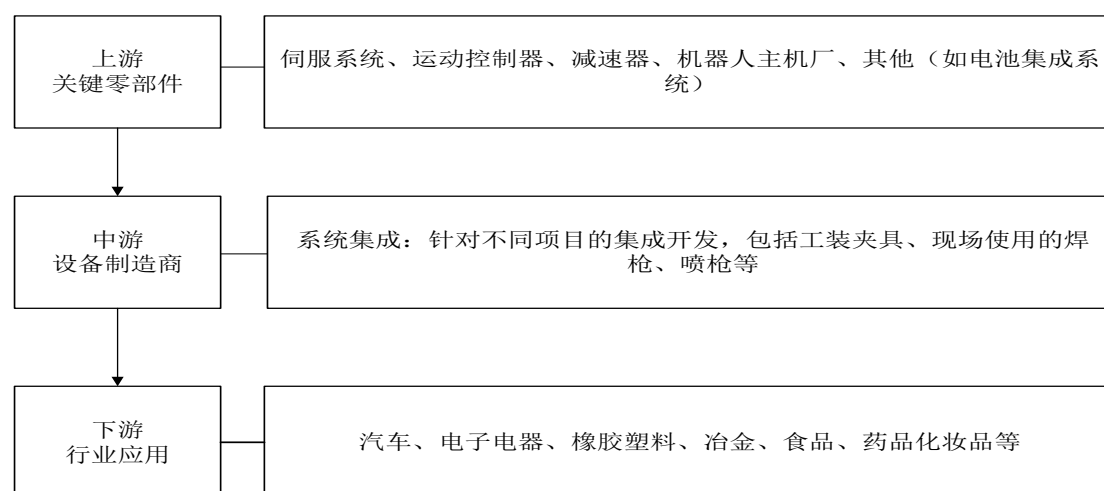 上游
关键零部件
伺服系统、运动控制器、减速器、机器人主机厂、其他（如电池集成系
统）
中游
设备制造商
系统集成：针对不同项目的集成开发，包括工装夹具、现场使用的焊
枪、喷枪等
下游
行业应用
汽车、电子电器、橡胶塑料、冶金、食品、药品化妆品等